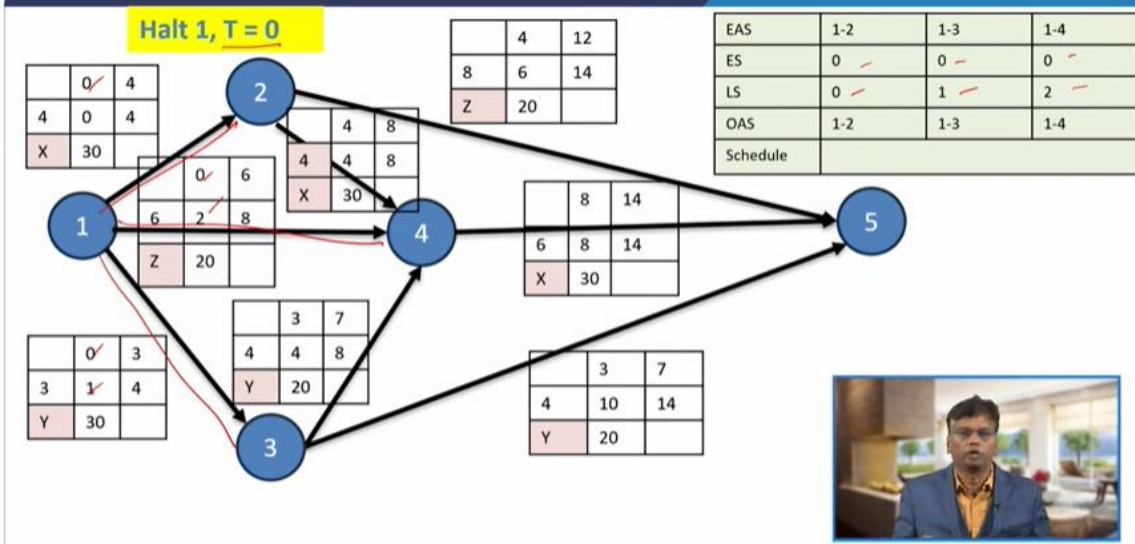 Halt 1, T = 0
0 4
4 0 4
X 30
2
4 12
8 6 14
Z 20
EAS 1-2 1-3 1-4
ES 0 0 0
LS 0 1 2
OAS 1-2 1-3 1-4
Schedule
4 8
4 4 8
X 30
0 6
6 2 8
Z 20
1
4
8 14
6 8 14
X 30
5
0 3
3 1 4
Y 30
3 7
4 4 8
Y 20
3
3 7
4 10 14
Y 20